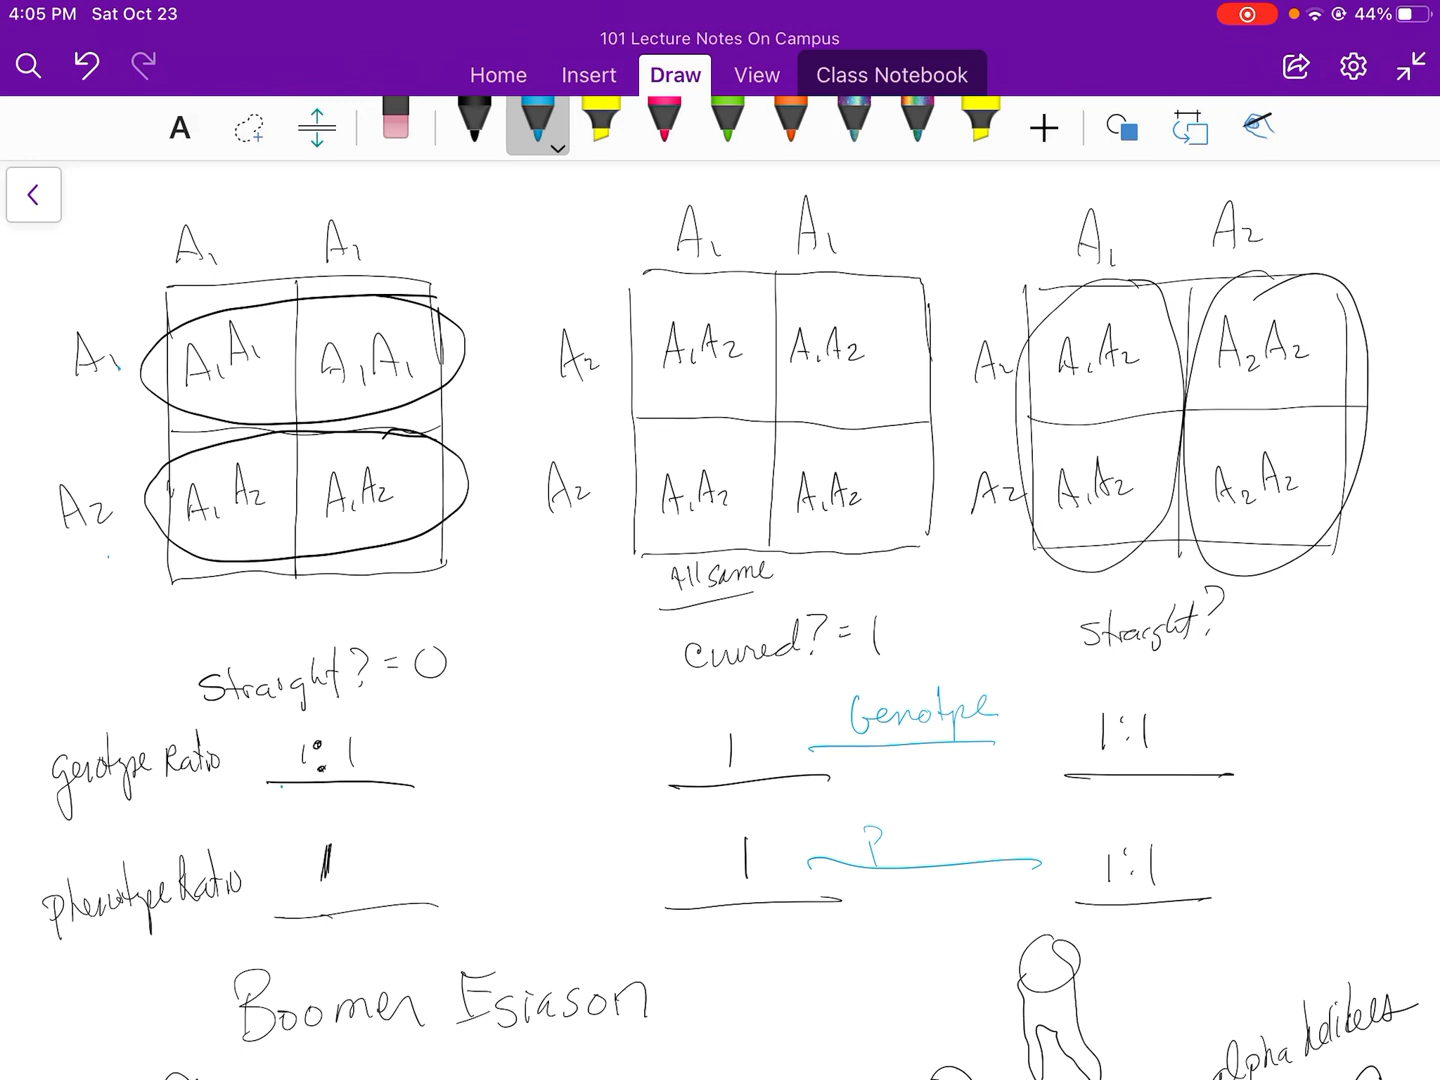 4:05 PM Sat Oct 23
44%
101 Lecture Notes On Campus
Home Insert Draw View Class Notebook
A
A1 A1
A1 A1A1 A1A1
A2 A1A2 A1A2
A1 A1
A2 A1A2 A1A2
A2 A1A2 A1A2
All same
A1 A2
A2 A1A2 A2A2
A2 A1A2 A2A2
Straight? = 0
Curved? = 1
Straight?
Genotpe
genotype Ratio 1:1 1 1:1
P
Phenotype Ratio 1 1 1:1
Boomer Esiason
alpha helixes